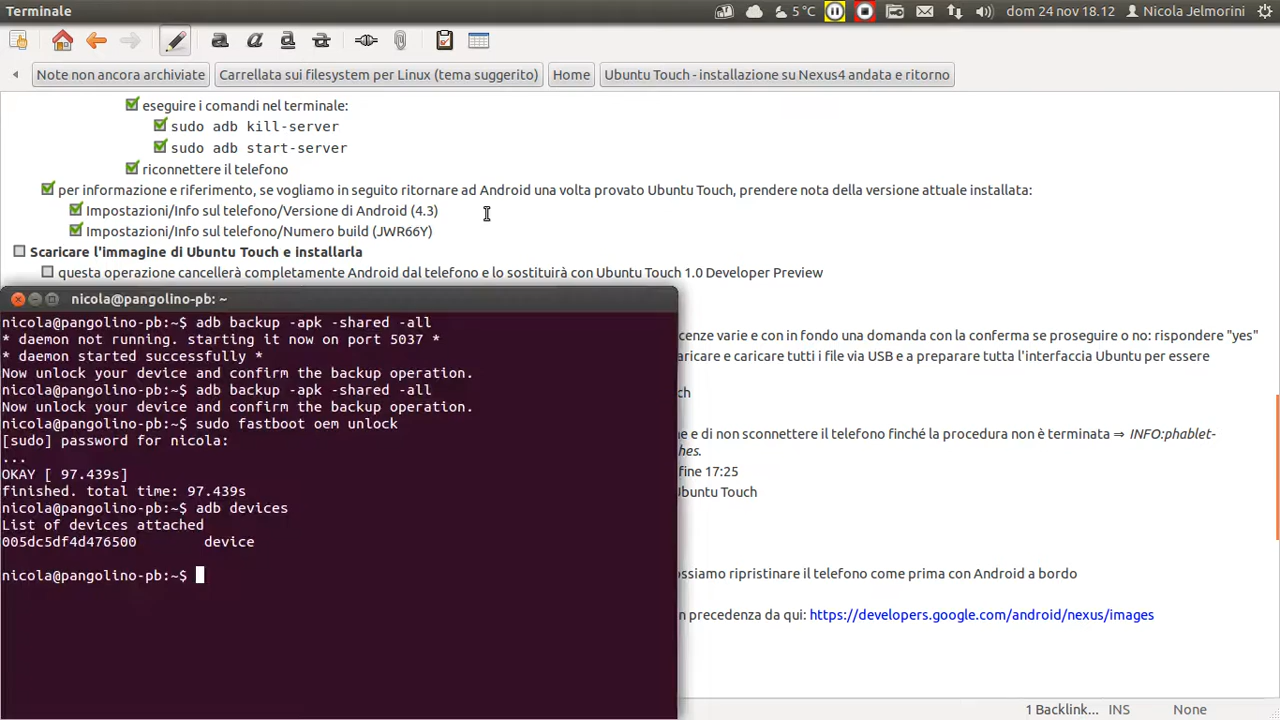 Terminale
5 °C
dom 24 nov 18.12
Nicola Jelmorini
Note non ancora archiviate
Carrellata sui filesystem per Linux (tema suggerito)
Home
Ubuntu Touch - installazione su Nexus4 andata e ritorno
eseguire i comandi nel terminale:
sudo adb kill-server
sudo adb start-server
riconnettere il telefono
per informazione e riferimento, se vogliamo in seguito ritornare ad Android una volta provato Ubuntu Touch, prendere nota della versione attuale installata:
Impostazioni/Info sul telefono/Versione di Android (4.3)
Impostazioni/Info sul telefono/Numero build (JWR66Y)
Scaricare l'immagine di Ubuntu Touch e installarla
questa operazione cancellerà completamente Android dal telefono e lo sostituirà con Ubuntu Touch 1.0 Developer Preview
cenze varie e con in fondo una domanda con la conferma se proseguire o no: rispondere "yes"
aricare e caricare tutti i file via USB e a preparare tutta l'interfaccia Ubuntu per essere
ch
ue e di non sconnettere il telefono finché la procedura non è terminata ⇒ INFO:phablet-
hes.
fine 17:25
Ubuntu Touch
ossiamo ripristinare il telefono come prima con Android a bordo
n precedenza da qui: https://developers.google.com/android/nexus/images
1 Backlink...
INS
None
nicola@pangolino-pb: ~
nicola@pangolino-pb:~$ adb backup -apk -shared -all
* daemon not running. starting it now on port 5037 *
* daemon started successfully *
Now unlock your device and confirm the backup operation.
nicola@pangolino-pb:~$ adb backup -apk -shared -all
Now unlock your device and confirm the backup operation.
nicola@pangolino-pb:~$ sudo fastboot oem unlock
[sudo] password for nicola:
...
OKAY [ 97.439s]
finished. total time: 97.439s
nicola@pangolino-pb:~$ adb devices
List of devices attached
005dc5df4d476500 device
nicola@pangolino-pb:~$